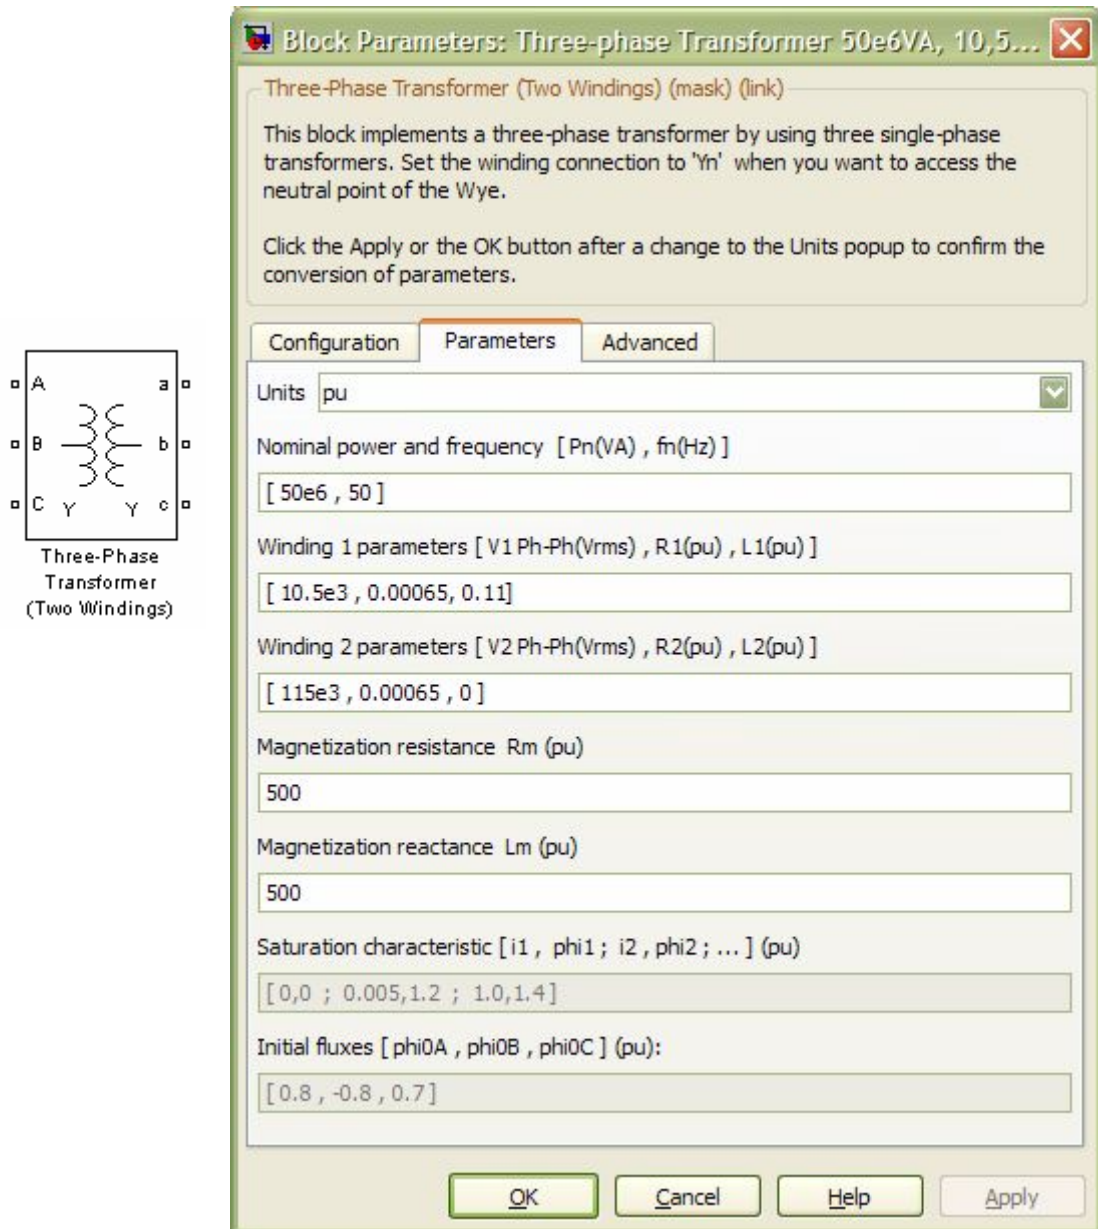 Block Parameters: Three-phase Transformer 50e6VA, 10,5...
Three-Phase Transformer (Two Windings) (mask) (link)
This block implements a three-phase transformer by using three single-phase
transformers. Set the winding connection to 'Yn' when you want to access the
neutral point of the Wye.
Click the Apply or the OK button after a change to the Units popup to confirm the
conversion of parameters.
Configuration Parameters Advanced
Units pu
Nominal power and frequency [ Pn(VA) , fn(Hz) ]
[ 50e6 , 50 ]
Winding 1 parameters [ V1 Ph-Ph(Vrms) , R1(pu) , L1(pu) ]
[ 10.5e3 , 0.00065, 0.11]
Winding 2 parameters [ V2 Ph-Ph(Vrms) , R2(pu) , L2(pu) ]
[ 115e3 , 0.00065 , 0 ]
Magnetization resistance Rm (pu)
500
Magnetization reactance Lm (pu)
500
Saturation characteristic [ i1 , phi1 ; i2 , phi2 ; ... ] (pu)
[ 0,0 ; 0.005,1.2 ; 1.0,1.4 ]
Initial fluxes [ phi0A , phi0B , phi0C ] (pu):
[ 0.8 , -0.8 , 0.7 ]
OK Cancel Help Apply
A a
B b
C Y Y c
Three-Phase
Transformer
(Two Windings)